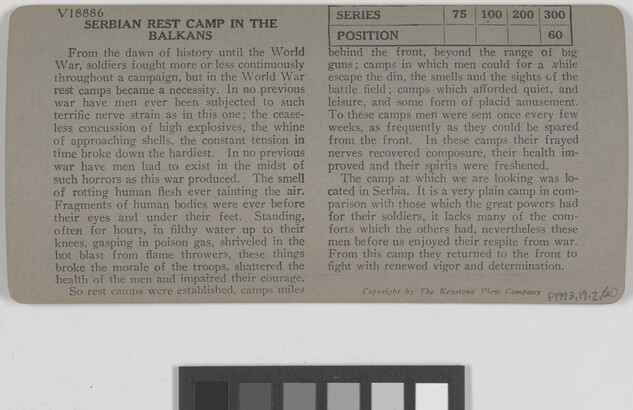 V18886
SERBIAN REST CAMP IN THE
BALKANS
SERIES 75 100 200 300
POSITION 60
From the dawn of history until the World
War, soldiers fought more or less continuously
throughout a campaign, but in the World War
rest camps became a necessity. In no previous
war have men ever been subjected to such
terrific nerve strain as in this one; the cease-
less concussion of high explosives, the whine
of approaching shells, the constant tension in
time broke down the hardiest. In no previous
war have men had to exist in the midst of
such horrors as this war produced. The smell
of rotting human flesh ever tainting the air.
Fragments of human bodies were ever before
their eyes and under their feet. Standing,
often for hours, in filthy water up to their
knees, gasping in poison gas, shriveled in the
hot blast from flame throwers, these things
broke the morale of the troops, shattered the
health of the men and impaired their courage.
So rest camps were established, camps miles
behind the front, beyond the range of big
guns; camps in which men could for a while
escape the din, the smells and the sights of the
battle field; camps which afforded quiet, and
leisure, and some form of placid amusement.
To these camps men were sent once every few
weeks, as frequently as they could be spared
from the front. In these camps their frayed
nerves recovered composure, their health im-
proved and their spirits were freshened.
The camp at which we are looking was lo-
cated in Serbia. It is a very plain camp in com-
parison with those which the great powers had
for their soldiers, it lacks many of the com-
forts which the others had, nevertheless these
men before us enjoyed their respite from war.
From this camp they returned to the front to
fight with renewed vigor and determination.
Copyright by The Keystone View Company
P1993.19.2.60